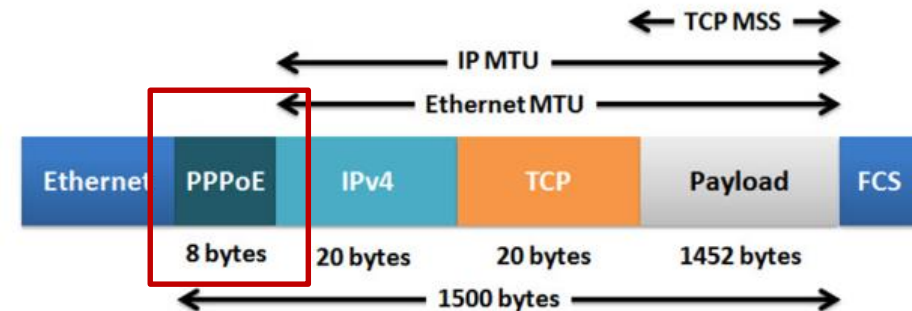 TCP MSS
IP MTU
Ethernet MTU
Ethernet PPPoE IPv4 TCP Payload FCS
8 bytes 20 bytes 20 bytes 1452 bytes
1500 bytes